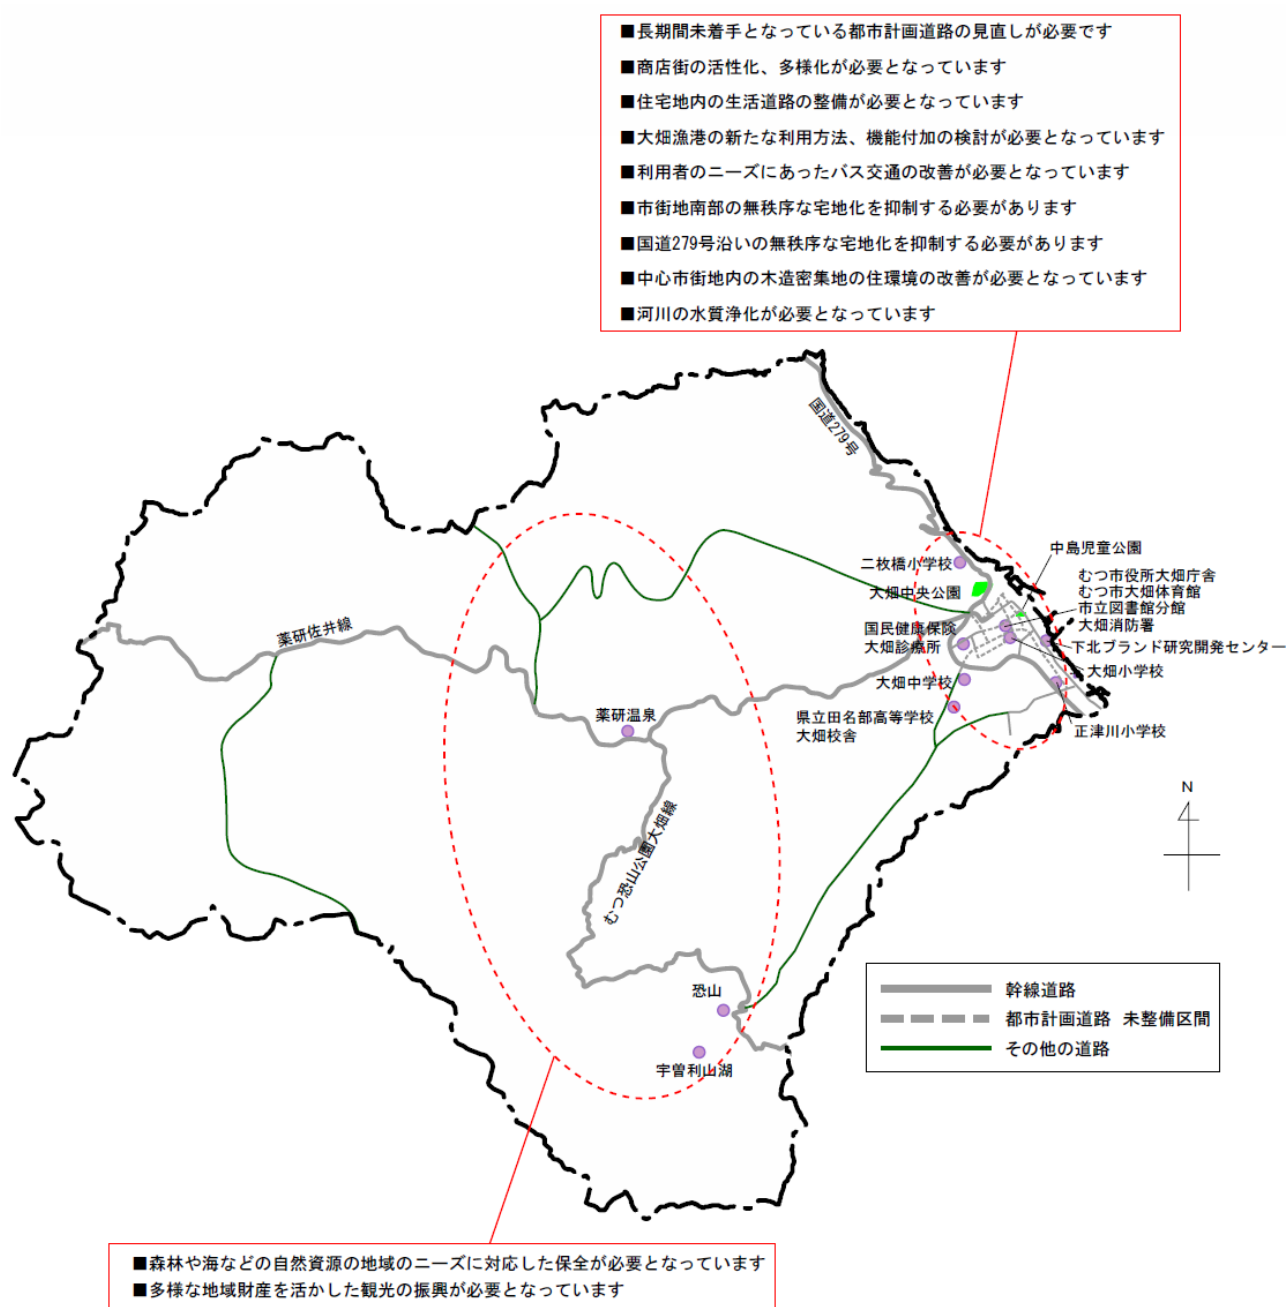 ■長期間未着手となっている都市計画道路の見直しが必要です
■商店街の活性化、多様化が必要となっています
■住宅地内の生活道路の整備が必要となっています
■大畑漁港の新たな利用方法、機能付加の検討が必要となっています
■利用者のニーズにあったバス交通の改善が必要となっています
■市街地南部の無秩序な宅地化を抑制する必要があります
■国道279号沿いの無秩序な宅地化を抑制する必要があります
■中心市街地内の木造密集地の住環境の改善が必要となっています
■河川の水質浄化が必要となっています
国道279号
中島児童公園
二枚橋小学校
むつ市役所大畑庁舎
むつ市大畑体育館
市立図書館分館
大畑消防署
大畑中央公園
国民健康保険
大畑診療所
下北ブランド研究開発センター
大畑小学校
大畑中学校
県立田名部高等学校
大畑校舎
正津川小学校
薬研佐井線
薬研温泉
むつ恐山公園大畑線
恐山
宇曽利山湖
N
幹線道路
都市計画道路 未整備区間
その他の道路
■森林や海などの自然資源の地域のニーズに対応した保全が必要となっています
■多様な地域財産を活かした観光の振興が必要となっています